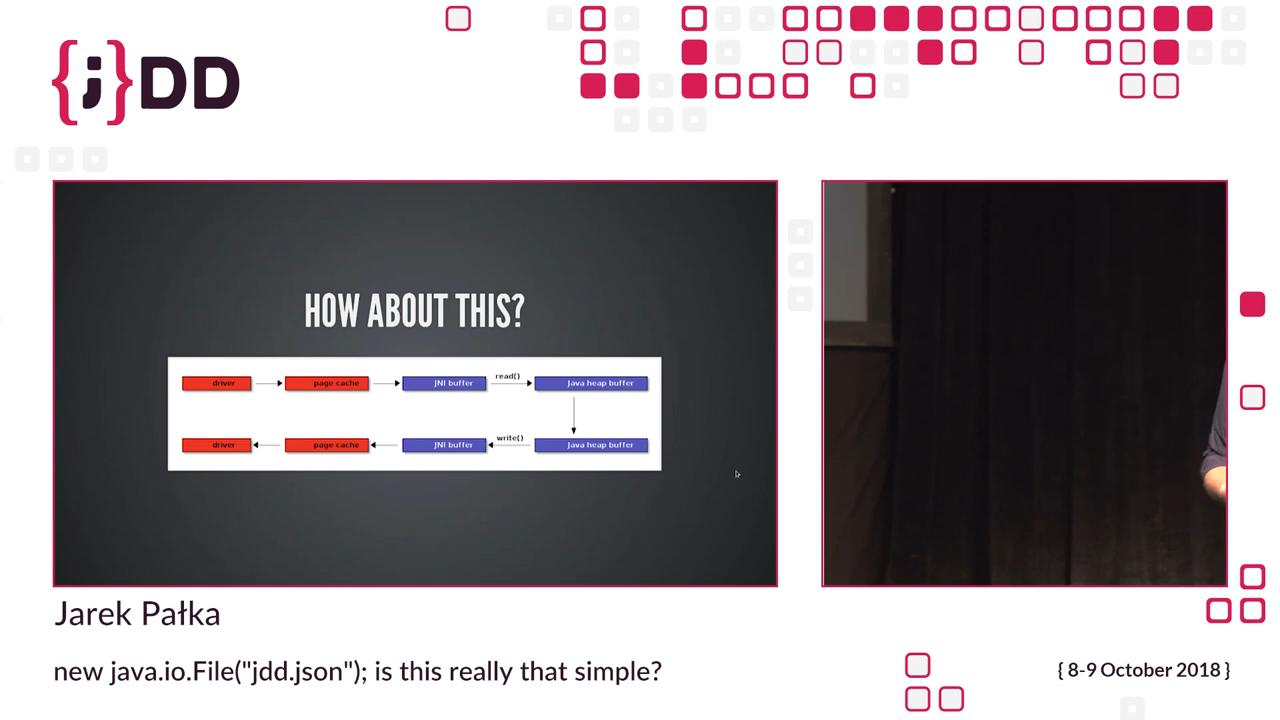 {j}DD
HOW ABOUT THIS?
driver
page cache
JNI buffer
read()
Java heap buffer
driver
page cache
JNI buffer
write()
Java heap buffer
Jarek Pałka
new java.io.File("jdd.json"); is this really that simple?
{ 8-9 October 2018 }